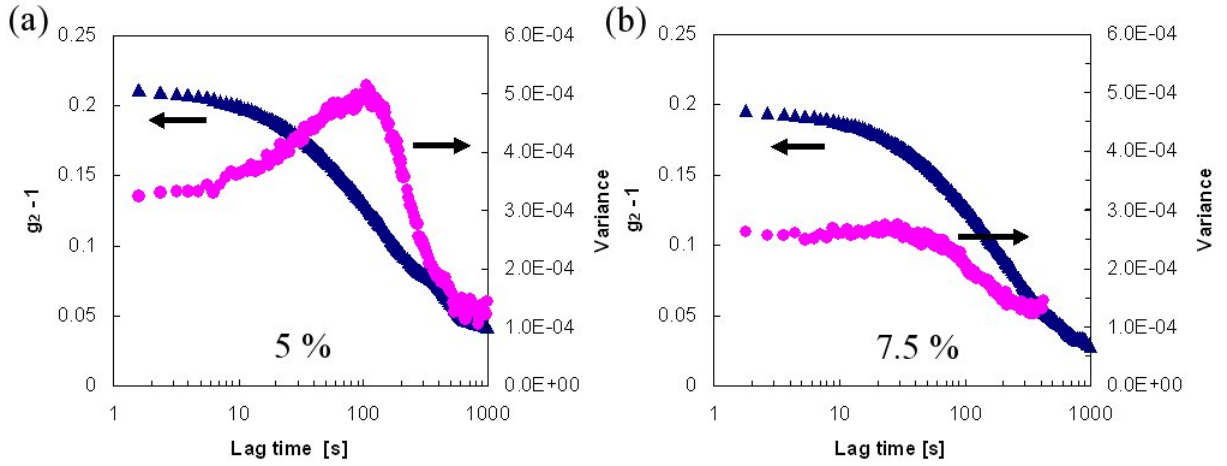 (a)
0.25
0.2
0.15
0.1
0.05
0
g2 - 1
6.0E-04
5.0E-04
4.0E-04
3.0E-04
2.0E-04
1.0E-04
0.0E+00
Variance
5 %
1 10 100 1000
Lag time [s]
(b)
0.25
0.2
0.15
0.1
0.05
0
g2 - 1
6.0E-04
5.0E-04
4.0E-04
3.0E-04
2.0E-04
1.0E-04
0.0E+00
Variance
7.5 %
1 10 100 1000
Lag time [s]